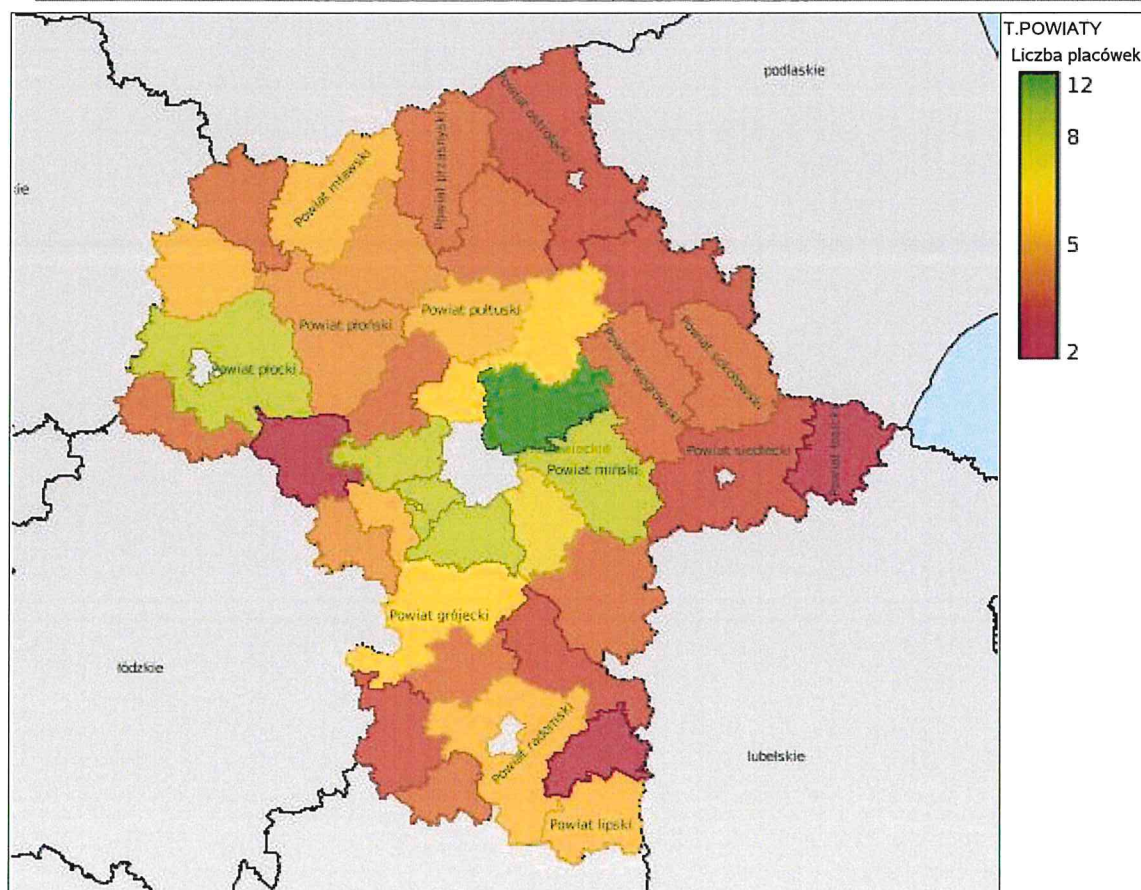 T.POWIATY
Liczba placówek
12
8
5
2
podlaskie
kie
Powiat ostrołęcki
Powiat przasnyski
Powiat mławski
Powiat pułtuski
Powiat płoński
Powiat płocki
Powiat węgrowski
Powiat sokołowski
Powiat siedlecki
Powiat łosicki
Powiat miński
Powiat grójecki
łódzkie
Powiat radomski
lubelskie
Powiat lipski